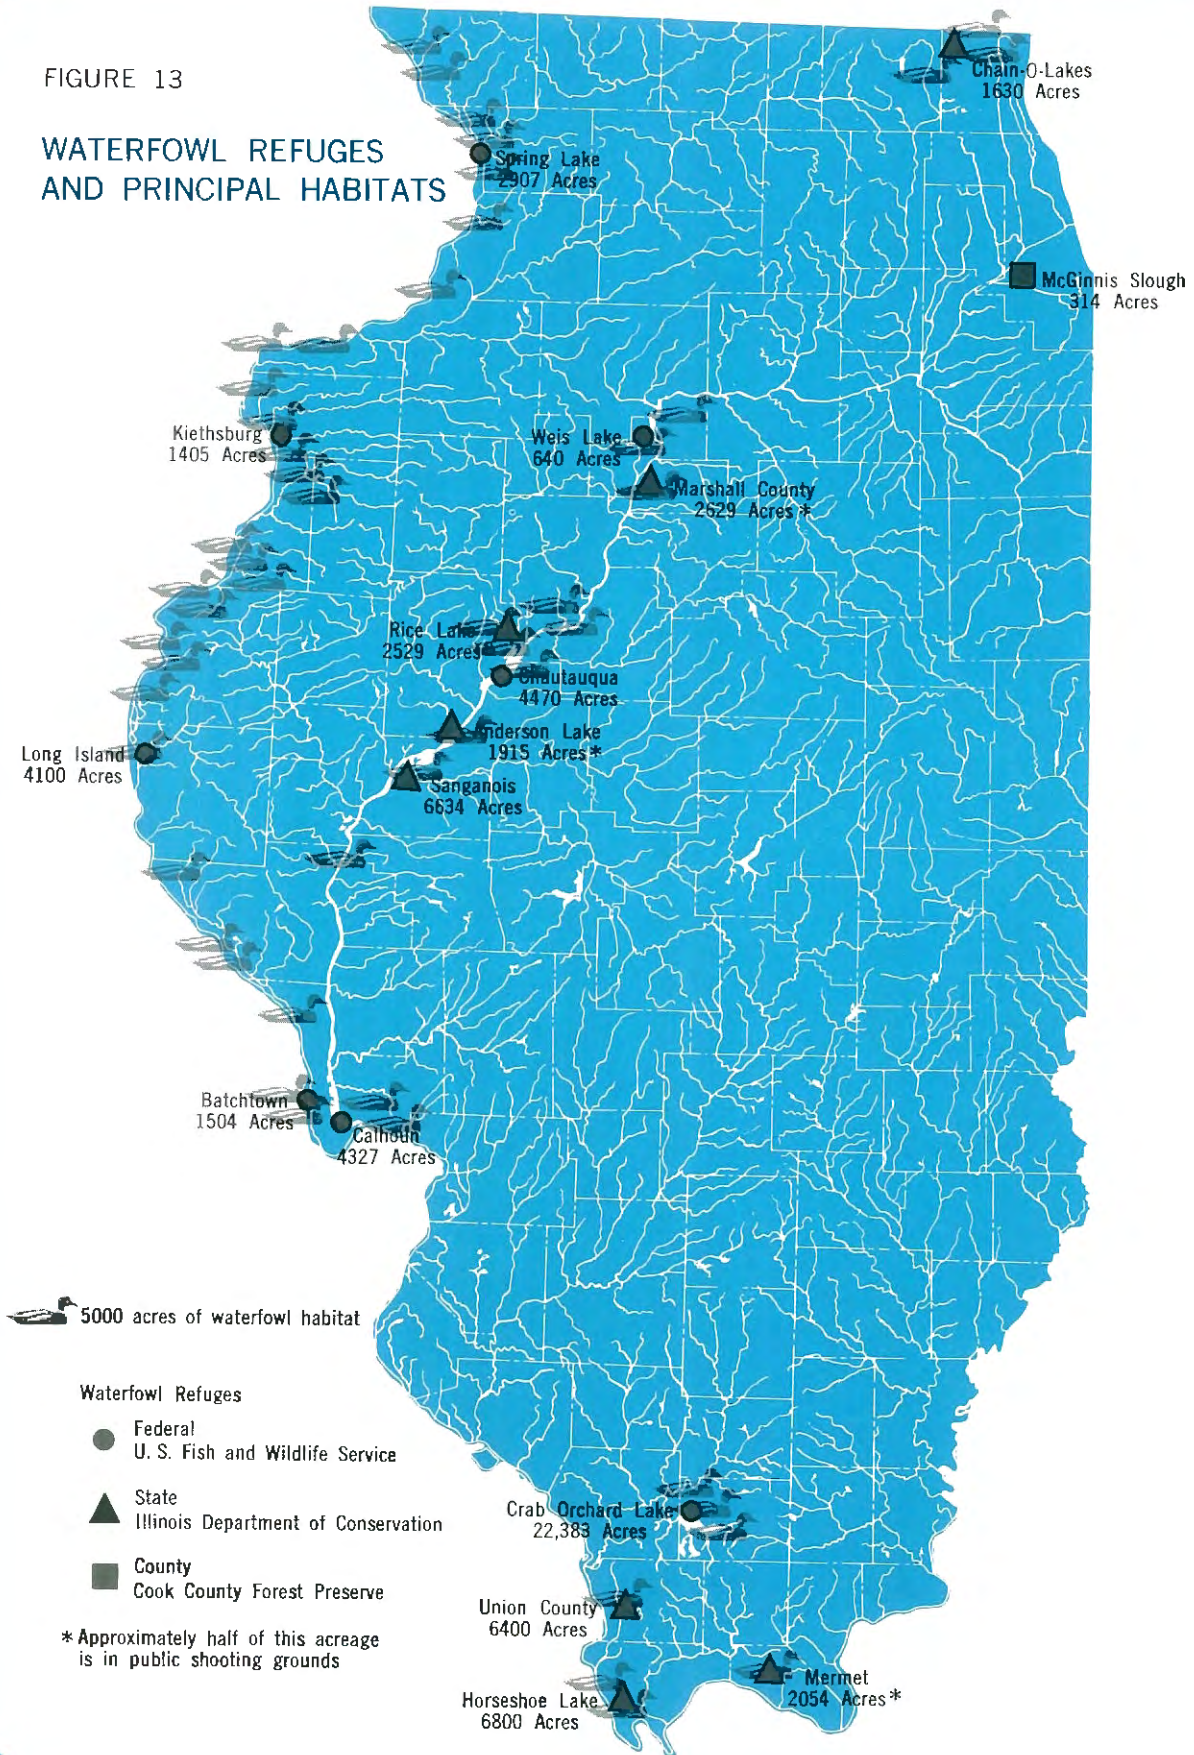 FIGURE 13
WATERFOWL REFUGES
AND PRINCIPAL HABITATS
Chain-O-Lakes
1630 Acres
Spring Lake
2907 Acres
McGinnis Slough
314 Acres
Kiethsburg
1405 Acres
Weis Lake
640 Acres
Marshall County
2629 Acres*
Rice Lake
2529 Acres
Chautauqua
4470 Acres
Anderson Lake
1915 Acres*
Long Island
4100 Acres
Sanganois
6634 Acres
Batchtown
1504 Acres
Calhoun
4327 Acres
5000 acres of waterfowl habitat
Waterfowl Refuges
Federal
U. S. Fish and Wildlife Service
State
Illinois Department of Conservation
County
Cook County Forest Preserve
*Approximately half of this acreage
is in public shooting grounds
Crab Orchard Lake
22,383 Acres
Union County
6400 Acres
Mermet
2054 Acres*
Horseshoe Lake
6800 Acres